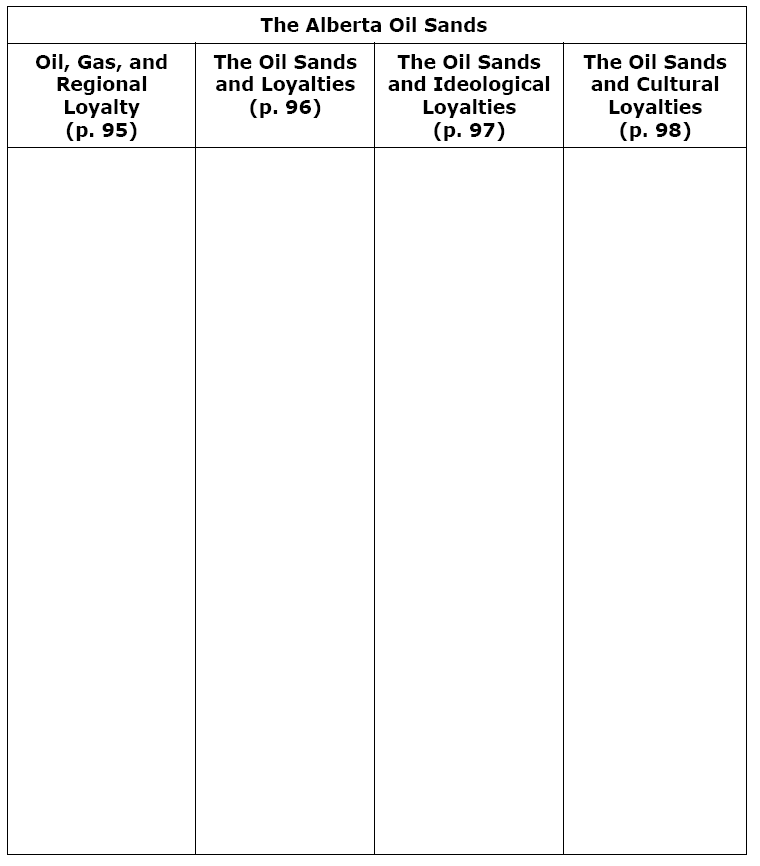 The Alberta Oil Sands
Oil, Gas, and
Regional
Loyalty
(p. 95)
The Oil Sands
and Loyalties
(p. 96)
The Oil Sands
and Ideological
Loyalties
(p. 97)
The Oil Sands
and Cultural
Loyalties
(p. 98)